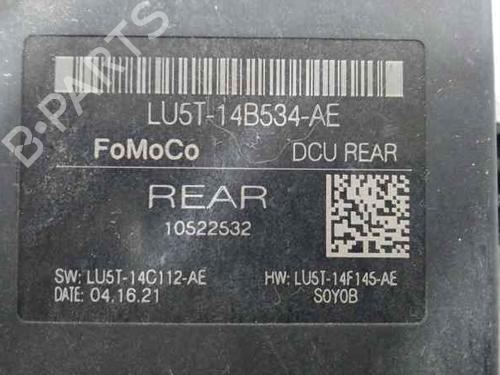 LU5T-14B534-AE
FoMoCo DCU REAR
REAR
10522532
SW: LU5T-14C112-AE HW: LU5T-14F145-AE
DATE: 04.16.21 S0Y0B
B-PARTS